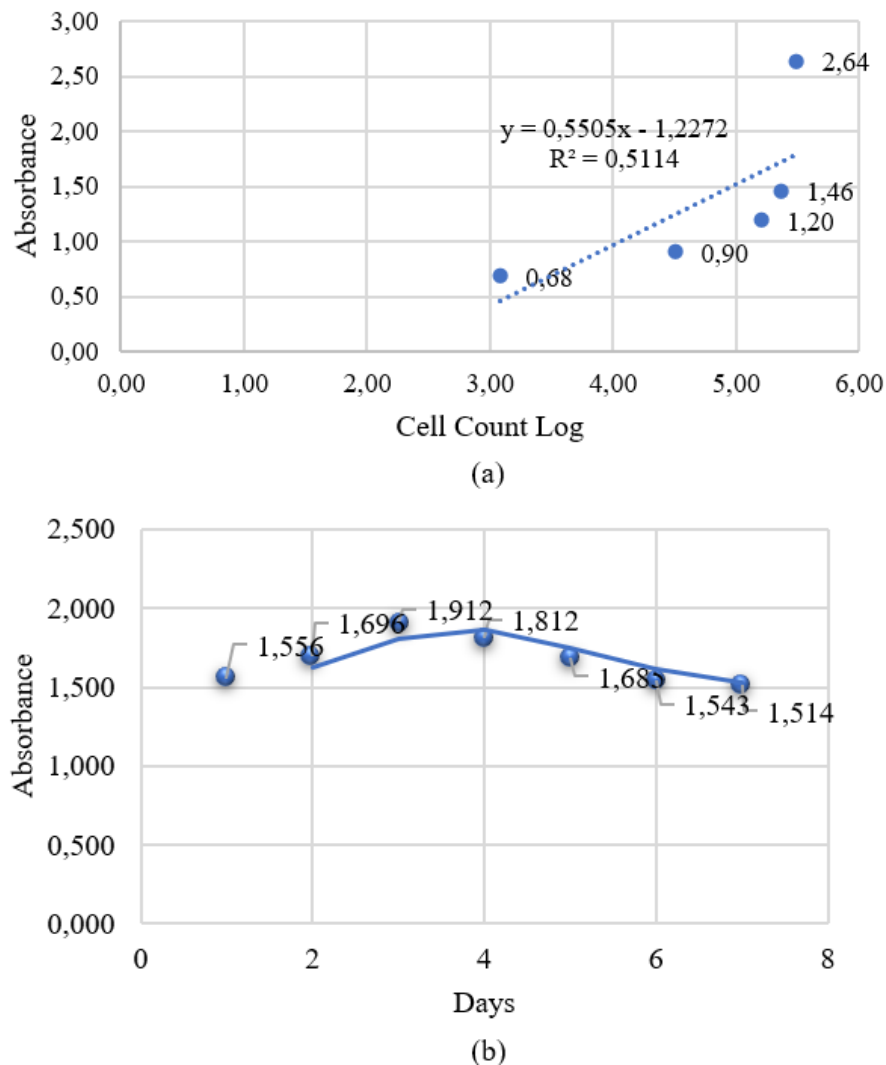 3,00
2,50
2,00
1,50
1,00
0,50
0,00
Absorbance
y = 0,5505x - 1,2272
R² = 0,5114
2,64
1,46
1,20
0,90
0,68
0,00 1,00 2,00 3,00 4,00 5,00 6,00
Cell Count Log
(a)
2,500
2,000
1,500
1,000
0,500
0,000
Absorbance
1,556
1,696
1,912
1,812
1,685
1,543
1,514
0 2 4 6 8
Days
(b)